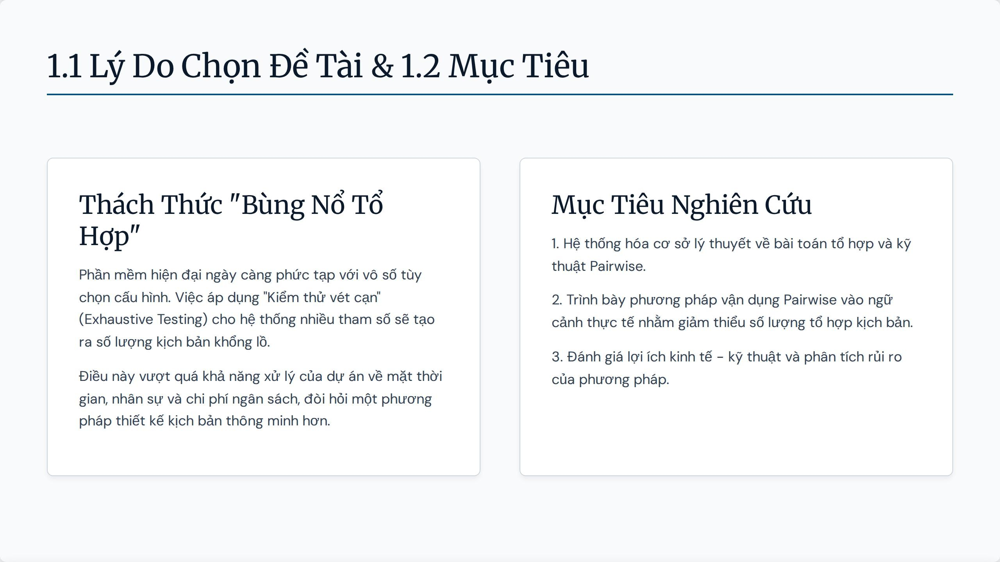 1.1 Lý Do Chọn Đề Tài & 1.2 Mục Tiêu
Thách Thức "Bùng Nổ Tổ
Hợp"
Phần mềm hiện đại ngày càng phức tạp với vô số tùy
chọn cấu hình. Việc áp dụng "Kiểm thử vét cạn"
(Exhaustive Testing) cho hệ thống nhiều tham số sẽ tạo
ra số lượng kịch bản khổng lồ.
Điều này vượt quá khả năng xử lý của dự án về mặt thời
gian, nhân sự và chi phí ngân sách, đòi hỏi một phương
pháp thiết kế kịch bản thông minh hơn.
Mục Tiêu Nghiên Cứu
1. Hệ thống hóa cơ sở lý thuyết về bài toán tổ hợp và kỹ
thuật Pairwise.
2. Trình bày phương pháp vận dụng Pairwise vào ngữ
cảnh thực tế nhằm giảm thiểu số lượng tổ hợp kịch bản.
3. Đánh giá lợi ích kinh tế - kỹ thuật và phân tích rủi ro
của phương pháp.